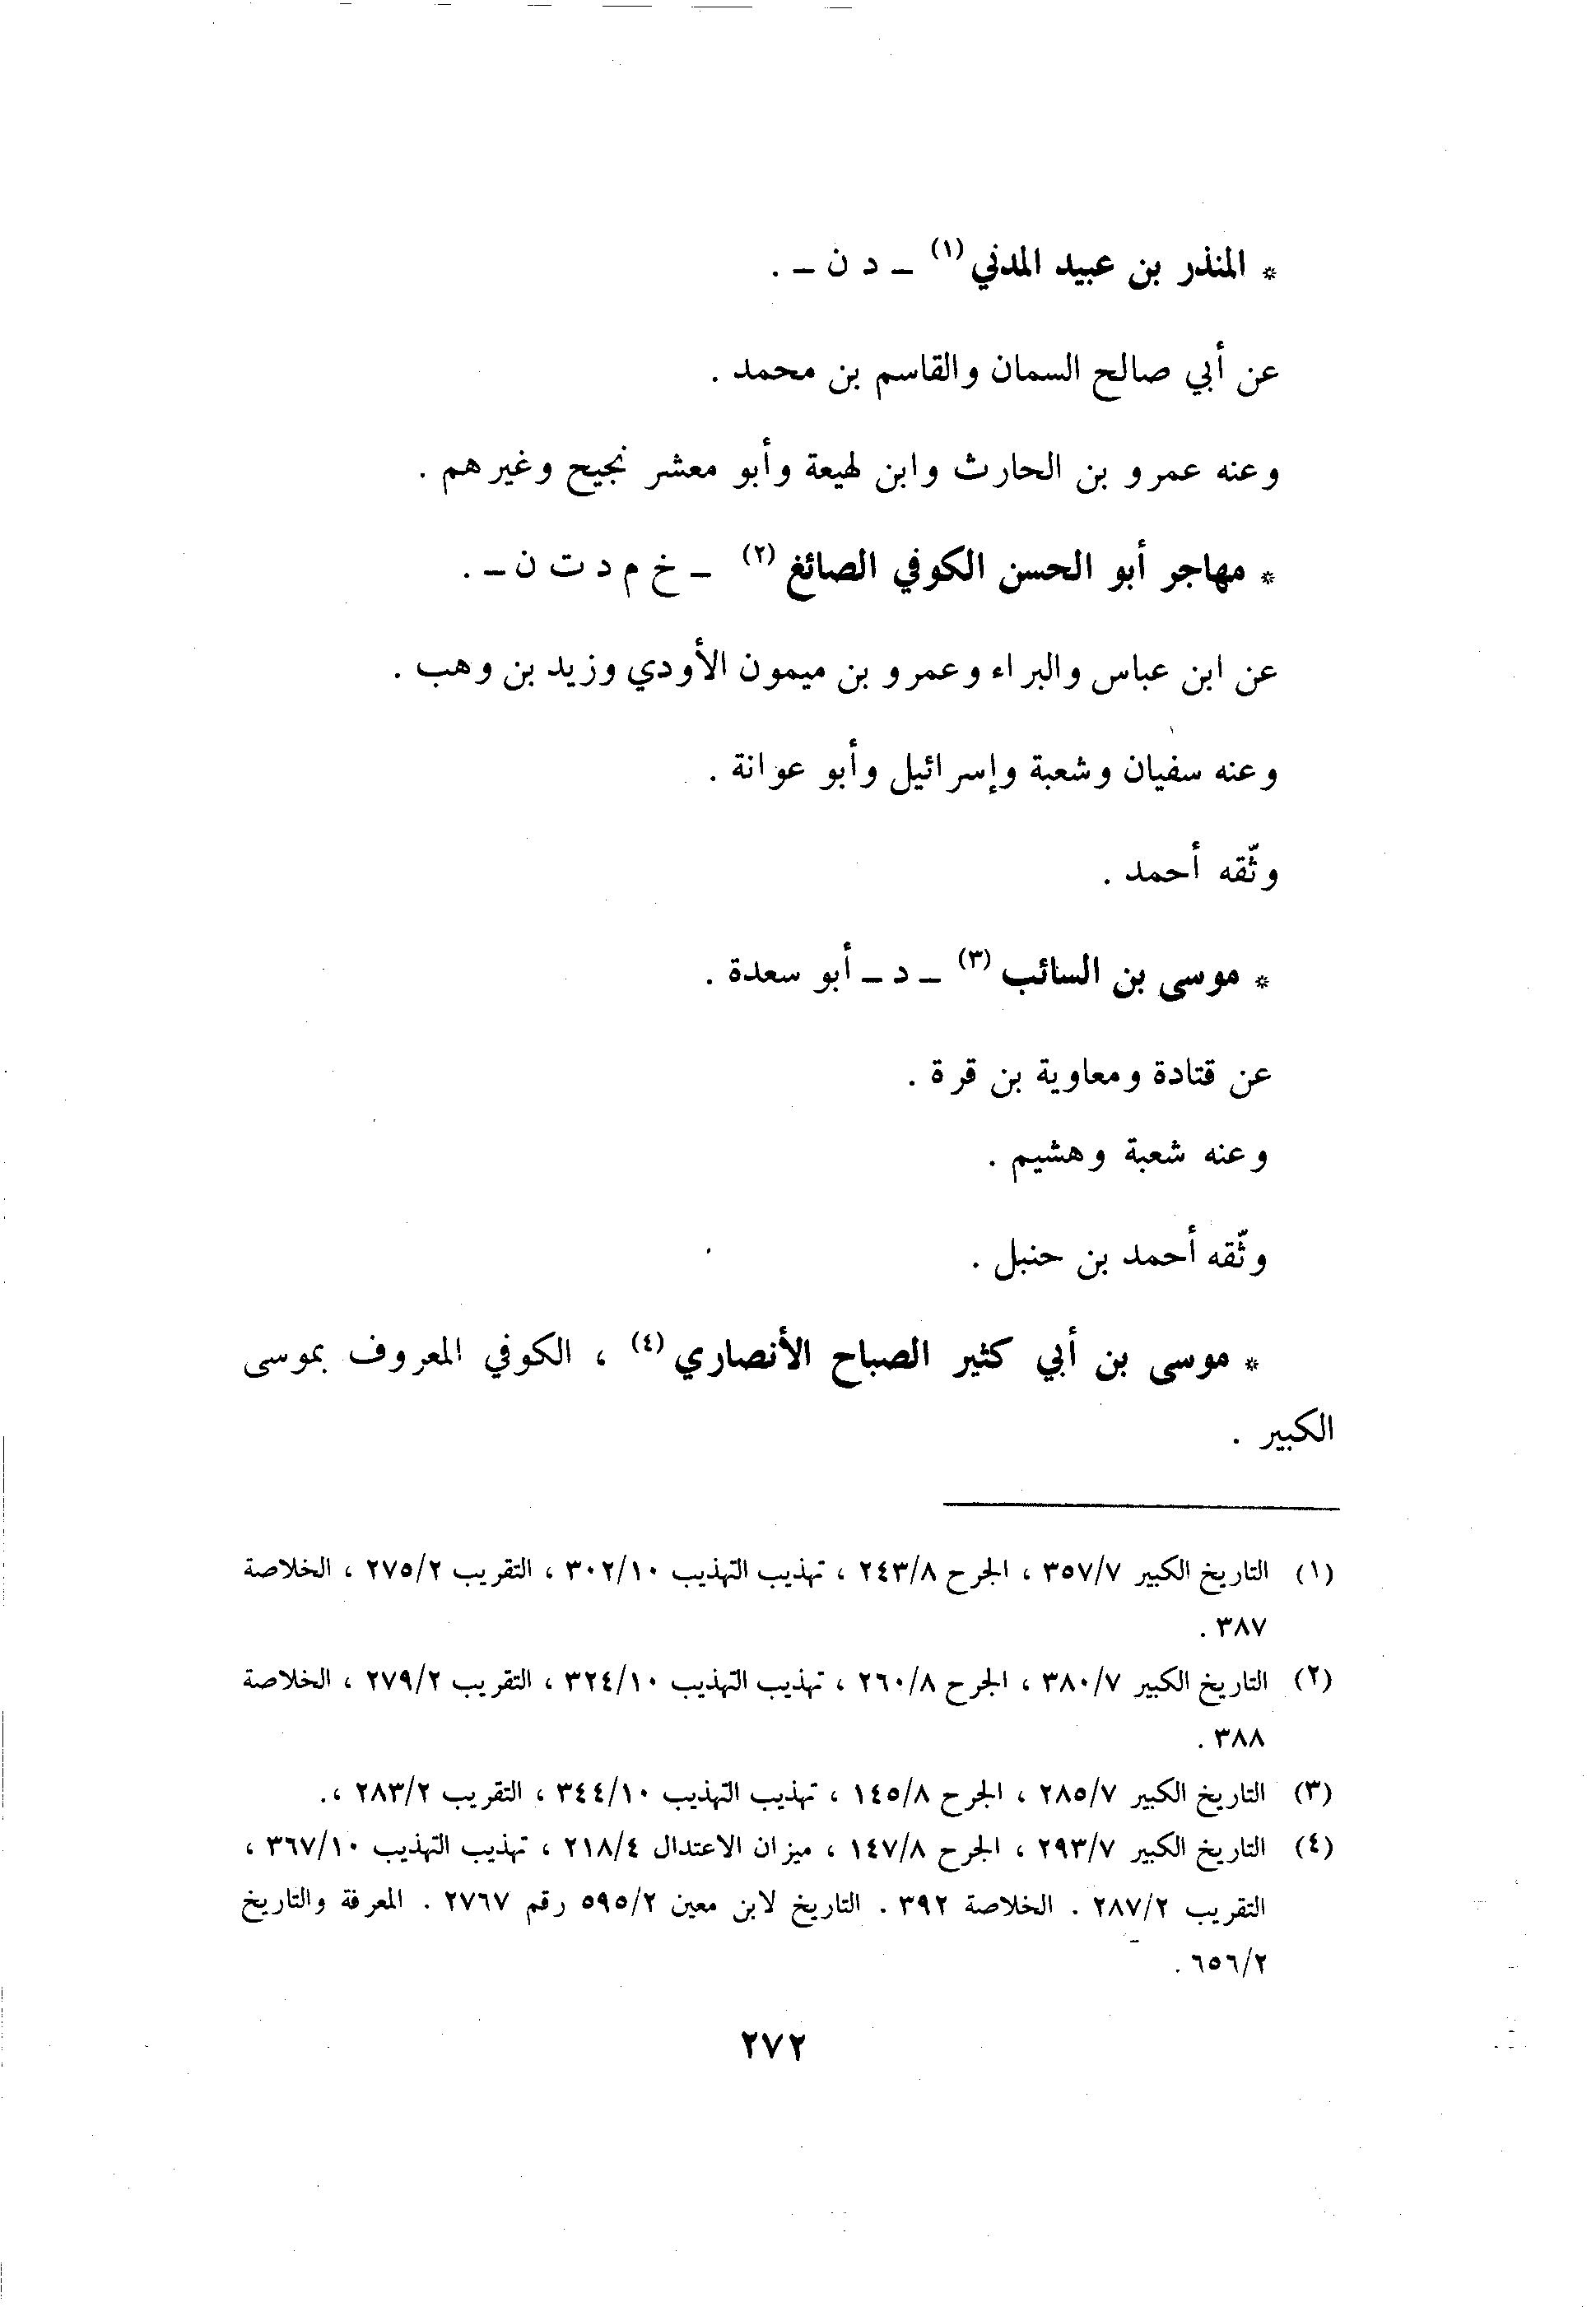 * المنذر بن عبيد المدني (١) ــ د ن ــ .
عن أبي صالح السمان والقاسم بن محمد .
وعنه عمرو بن الحارث وابن لهيعة وأبو معشر نجيح وغيرهم .
* مهاجر أبو الحسن الكوفي الصائغ (٢) ــ خ م د ت ن ــ .
عن ابن عباس والبراء وعمرو بن ميمون الأودي وزيد بن وهب .
وعنه سفيان وشعبة وإسرائيل وأبو عوانة .
وثّقه أحمد .
* موسى بن السائب (٣) ــ د ــ أبو سعدة .
عن قتادة ومعاوية بن قرة .
وعنه شعبة وهشيم .
وثّقه أحمد بن حنبل .
* موسى بن أبي كثير الصباح الأنصاري (٤) ، الكوفي المعروف بموسى
الكبير .
(١) التاريخ الكبير ٣٥٧/٧ ، الجرح ٢٤٣/٨ ، تهذيب التهذيب ٣٠٢/١٠ ، التقريب ٢٧٥/٢ ، الخلاصة
٣٨٧ .
(٢) التاريخ الكبير ٣٨٠/٧ ، الجرح ٢٦٠/٨ ، تهذيب التهذيب ٣٢٤/١٠ ، التقريب ٢٧٩/٢ ، الخلاصة
٣٨٨ .
(٣) التاريخ الكبير ٢٨٥/٧ ، الجرح ١٤٥/٨ ، تهذيب التهذيب ٣٤٤/١٠ ، التقريب ٢٨٣/٢ ، .
(٤) التاريخ الكبير ٢٩٣/٧ ، الجرح ١٤٧/٨ ، ميزان الاعتدال ٢١٨/٤ ، تهذيب التهذيب ٣٦٧/١٠ ،
التقريب ٢٨٧/٢ . الخلاصة ٣٩٢ . التاريخ لابن معين ٥٩٥/٢ رقم ٢٧٦٧ . المعرفة والتاريخ
٦٥٦/٢ .
٢٧٢